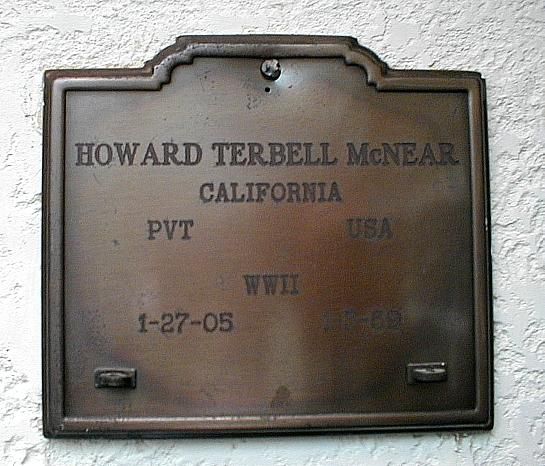 HOWARD TERBELL McNEAR
CALIFORNIA
PVT USA
WWII
1-27-05 1-3-69